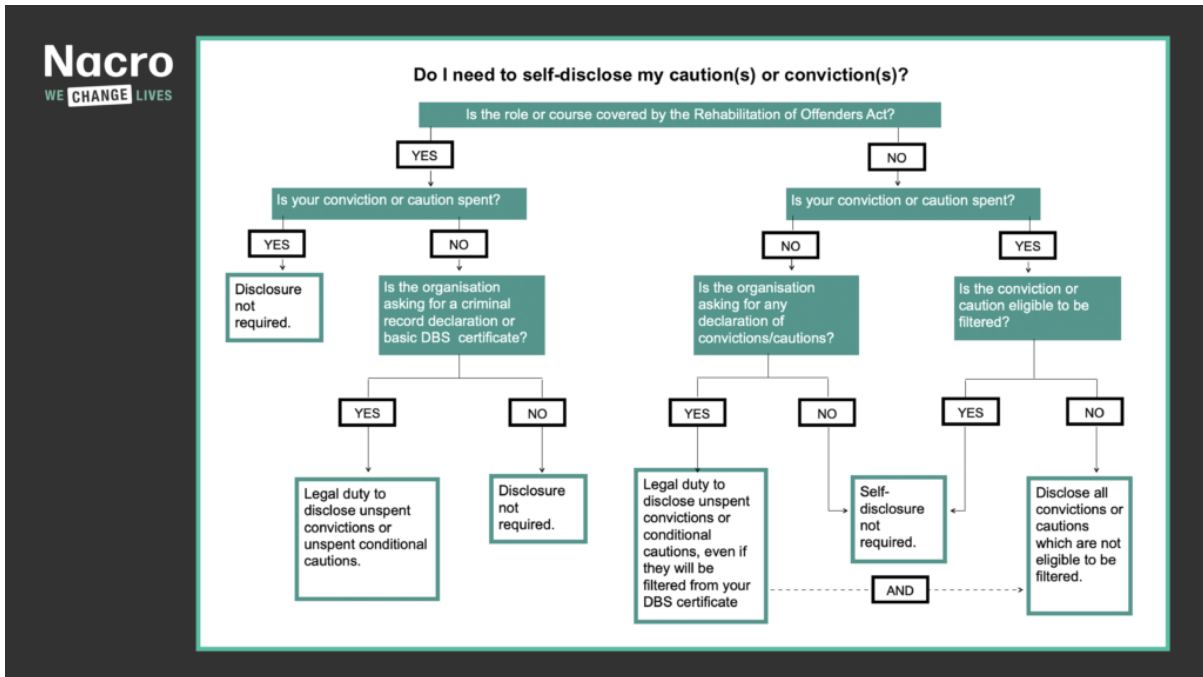 Nacro
WE CHANGE LIVES
Do I need to self-disclose my caution(s) or conviction(s)?
Is the role or course covered by the Rehabilitation of Offenders Act?
YES
NO
Is your conviction or caution spent?
Is your conviction or caution spent?
YES
NO
NO
YES
Disclosure
not
required.
Is the organisation
asking for a criminal
record declaration or
basic DBS certificate?
Is the organisation
asking for any
declaration of
convictions/cautions?
Is the conviction or
caution eligible to be
filtered?
YES
NO
YES
NO
YES
NO
Legal duty to
disclose unspent
convictions or
unspent conditional
cautions.
Disclosure
not
required.
Legal duty to
disclose unspent
convictions or
conditional
cautions, even if
they will be
filtered from your
DBS certificate
Self-
disclosure
not
required.
Disclose all
convictions or
cautions
which are not
eligible to be
filtered.
AND